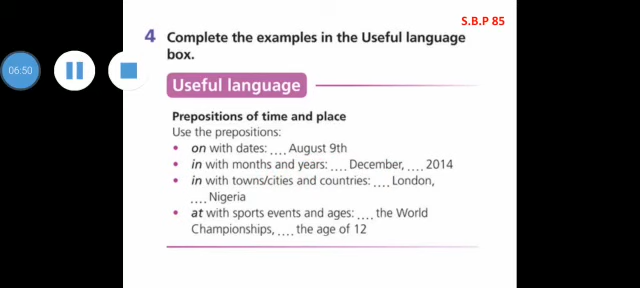 S.B.P 85
4 Complete the examples in the Useful language
box.
06:50
Useful language
Prepositions of time and place
Use the prepositions:
• on with dates: .... August 9th
• in with months and years: .... December, .... 2014
• in with towns/cities and countries: .... London,
.... Nigeria
• at with sports events and ages: .... the World
Championships, .... the age of 12